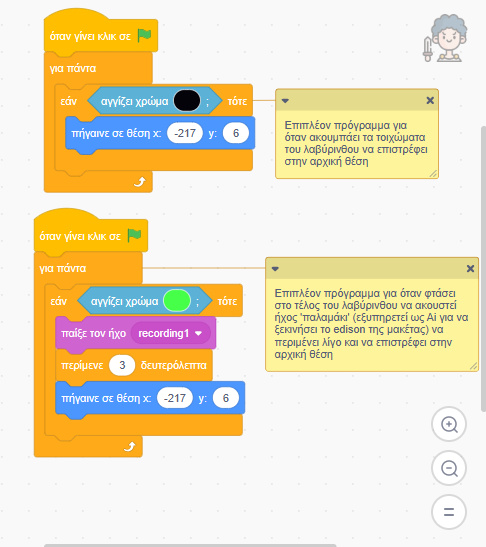 όταν γίνει κλικ σε
για πάντα
εάν αγγίζει χρώμα ; τότε
πήγαινε σε θέση x: -217 y: 6
Επιπλέον πρόγραμμα για
όταν ακουμπάει τα τοιχώματα
του λαβύρινθου να επιστρέφει
στην αρχική θέση
όταν γίνει κλικ σε
για πάντα
εάν αγγίζει χρώμα ; τότε
παίξε τον ήχο recording1
περίμενε 3 δευτερόλεπτα
πήγαινε σε θέση x: -217 y: 6
Επιπλέον πρόγραμμα για όταν φτάσει
στο τέλος του λαβύρινθου να ακουστεί
ήχος 'παλαμάκι' (εξυπηρετεί ως Ai για να
ξεκινήσει το edison της μακέτας) να
περιμένει λίγο και να επιστρέφει στην
αρχική θέση